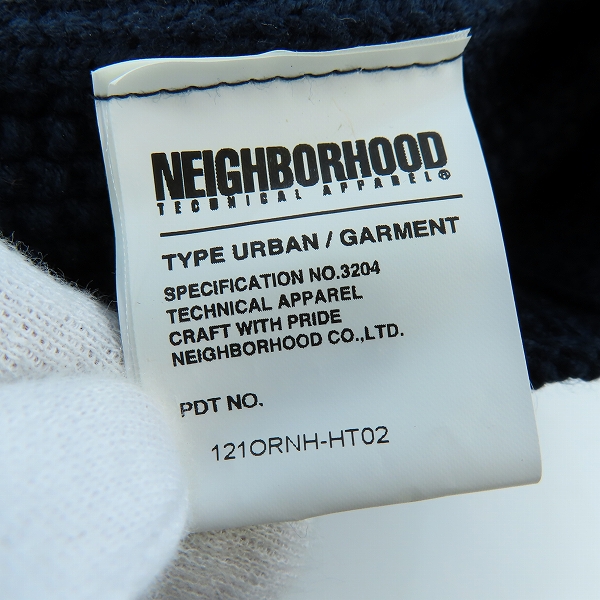 NEIGHBORHOOD
TECHNICAL APPAREL®
TYPE URBAN / GARMENT
SPECIFICATION NO.3204
TECHNICAL APPAREL
CRAFT WITH PRIDE
NEIGHBORHOOD CO.,LTD.
PDT NO.
121ORNH-HT02